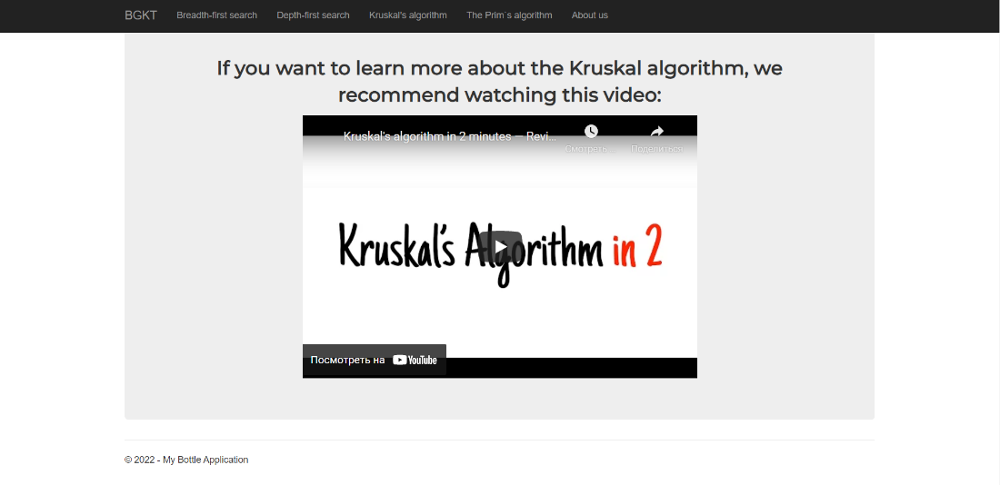 BGKT Breadth-first search Depth-first search Kruskal's algorithm The Prim`s algorithm About us
If you want to learn more about the Kruskal algorithm, we
recommend watching this video:
Kruskal's algorithm in 2 minutes — Revi...
Смотреть... Поделиться
Kruskal's Algorithm in 2
Посмотреть на YouTube
© 2022 - My Bottle Application